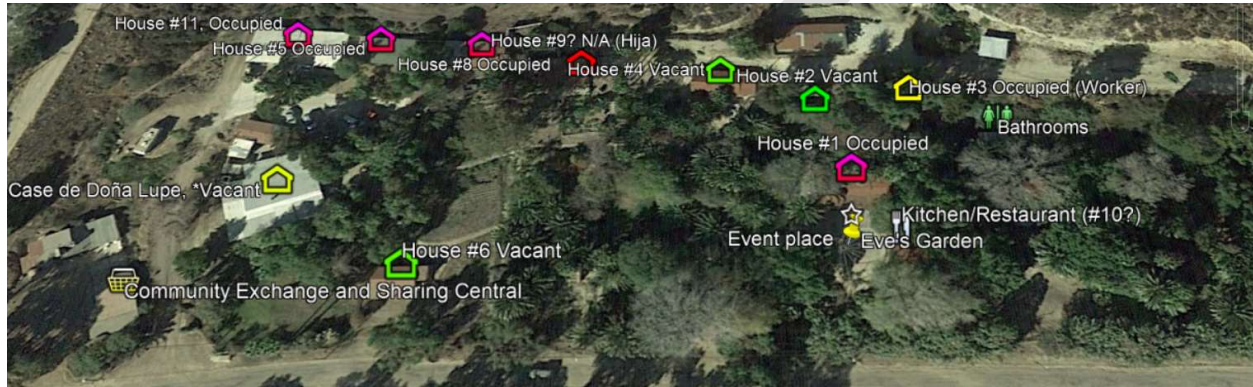 House #11, Occupied
House #5 Occupied
House #9? N/A (Hija)
House #8 Occupied
House #4 Vacant
House #2 Vacant
House #3 Occupied (Worker)
Bathrooms
House #1 Occupied
Case de Doña Lupe, *Vacant
Kitchen/Restaurant (#10?)
Event place
Eve's Garden
House #6 Vacant
Community Exchange and Sharing Central